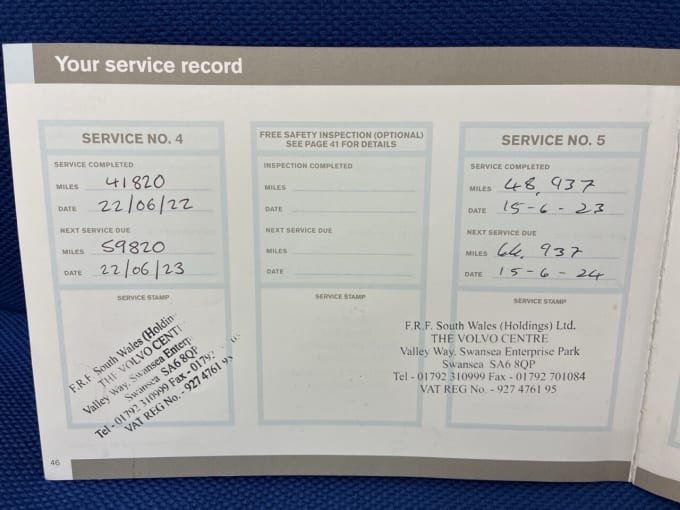 Your service record
SERVICE NO. 4
SERVICE COMPLETED
MILES 41820
DATE 22/06/22
NEXT SERVICE DUE
MILES 59820
DATE 22/06/23
SERVICE STAMP
F.R.F. South Wales (Holdin
THE VOLVO CENT
Valley Way, Swansea Enterp
Swansea SA6 8QP
Tel - 01792 310999 Fax - 01792
VAT REG No. - 927 4761 95
FREE SAFETY INSPECTION (OPTIONAL)
SEE PAGE 41 FOR DETAILS
INSPECTION COMPLETED
MILES
DATE
NEXT SERVICE DUE
MILES
DATE
SERVICE STAMP
SERVICE NO. 5
SERVICE COMPLETED
MILES 48,937
DATE 15-6-23
NEXT SERVICE DUE
MILES 66,937
DATE 15-6-24
SERVICE STAMP
F.R.F. South Wales (Holdings) Ltd.
THE VOLVO CENTRE
Valley Way, Swansea Enterprise Park
Swansea SA6 8QP
Tel - 01792 310999 Fax - 01792 701084
VAT REG No. - 927 4761 95
46